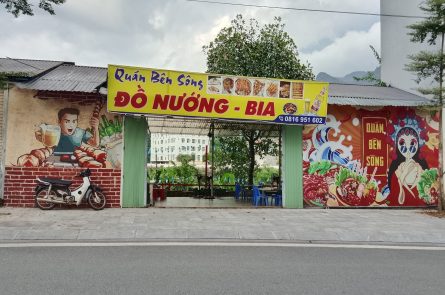 Quán Bên Sông
ĐỒ NƯỚNG - BIA
0816 951 602
QUÁN
BÊN
SÔNG